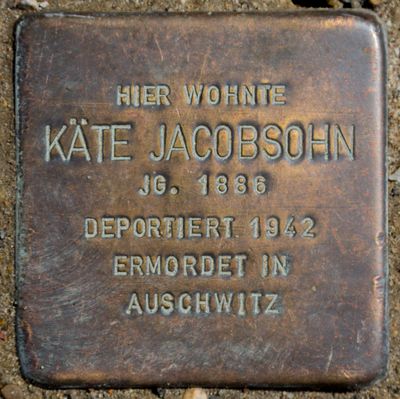 HIER WOHNTE
KÄTE JACOBSOHN
JG. 1886
DEPORTIERT 1942
ERMORDET IN
AUSCHWITZ